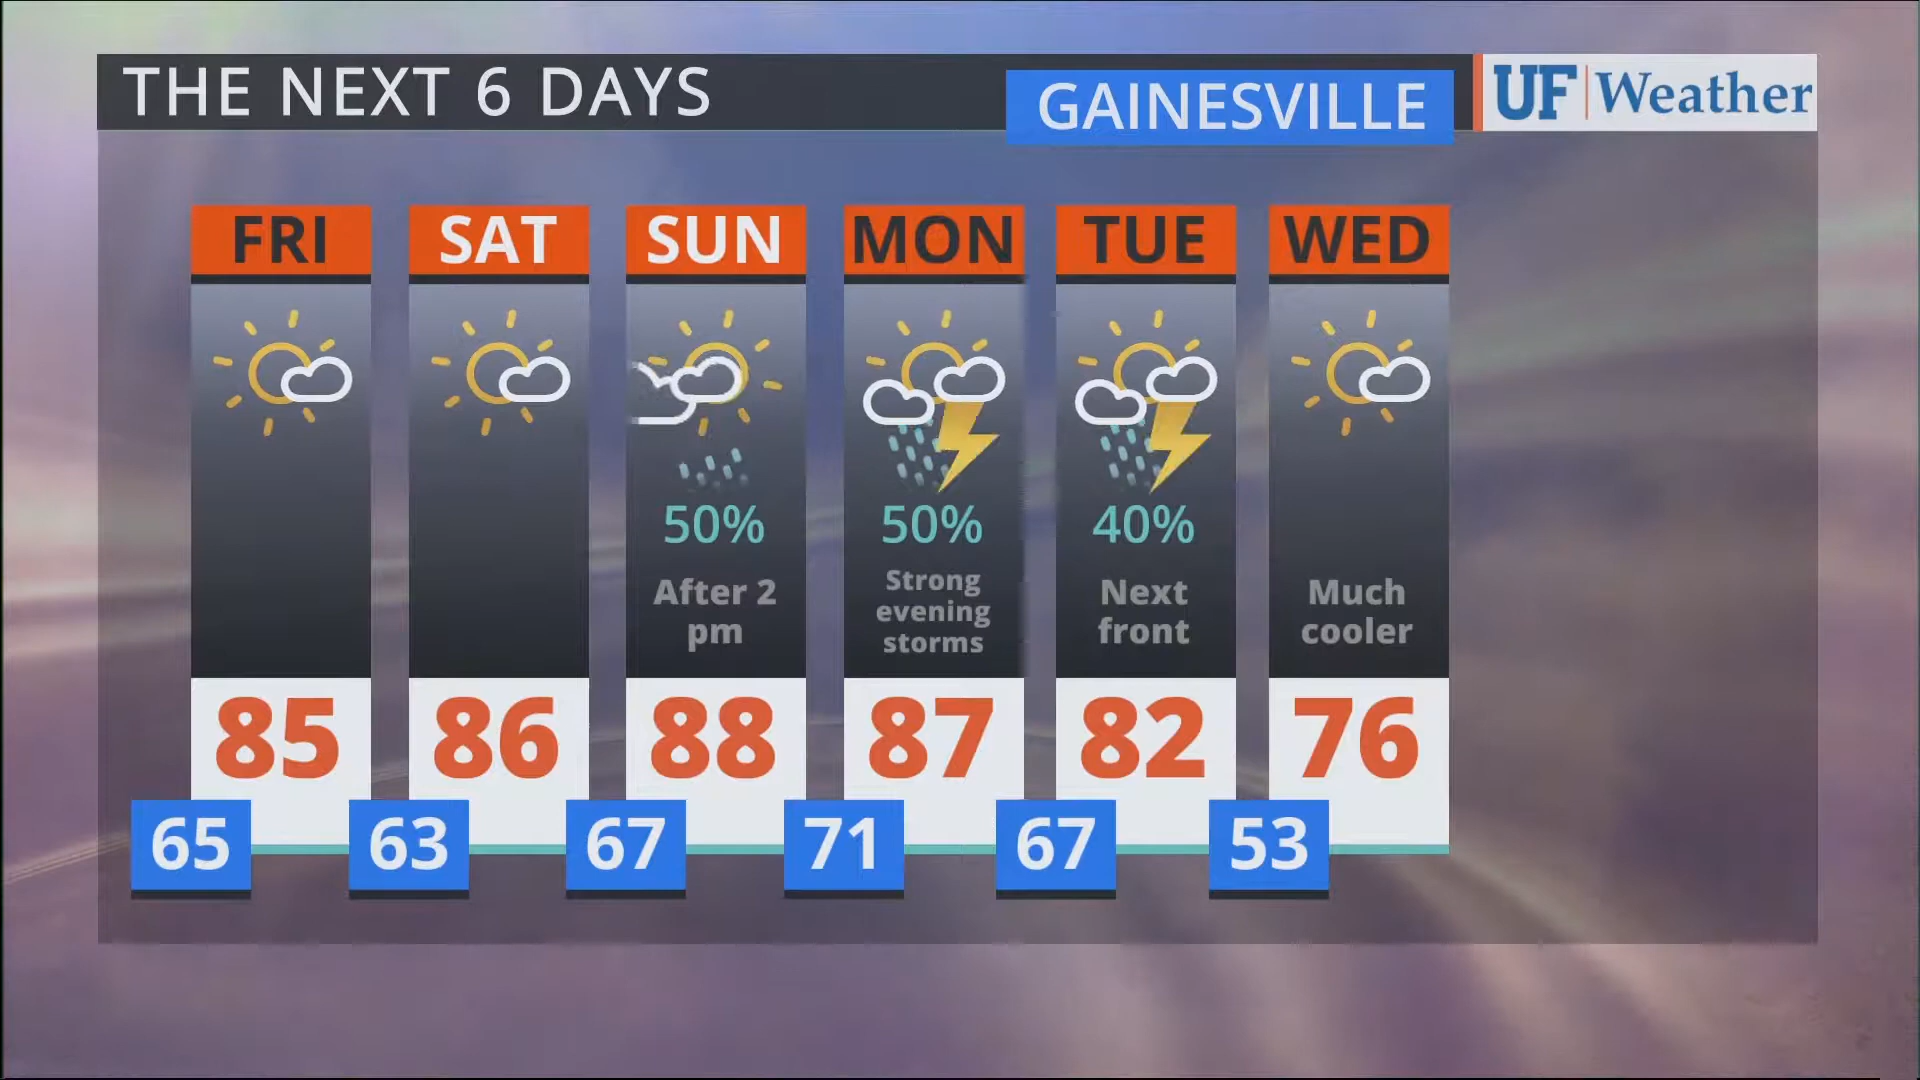 THE NEXT 6 DAYS
GAINESVILLE
UF Weather
FRI
SAT
SUN
MON
TUE
WED
50%
50%
40%
After 2
pm
Strong
evening
storms
Next
front
Much
cooler
85
86
88
87
82
76
65
63
67
71
67
53